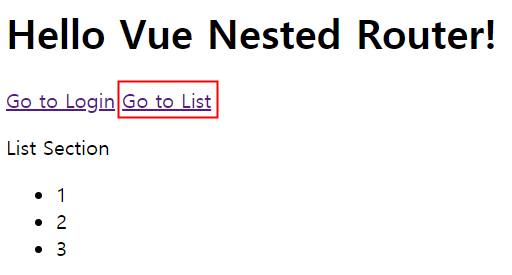 Hello Vue Nested Router!
Go to Login Go to List
List Section
• 1
• 2
• 3